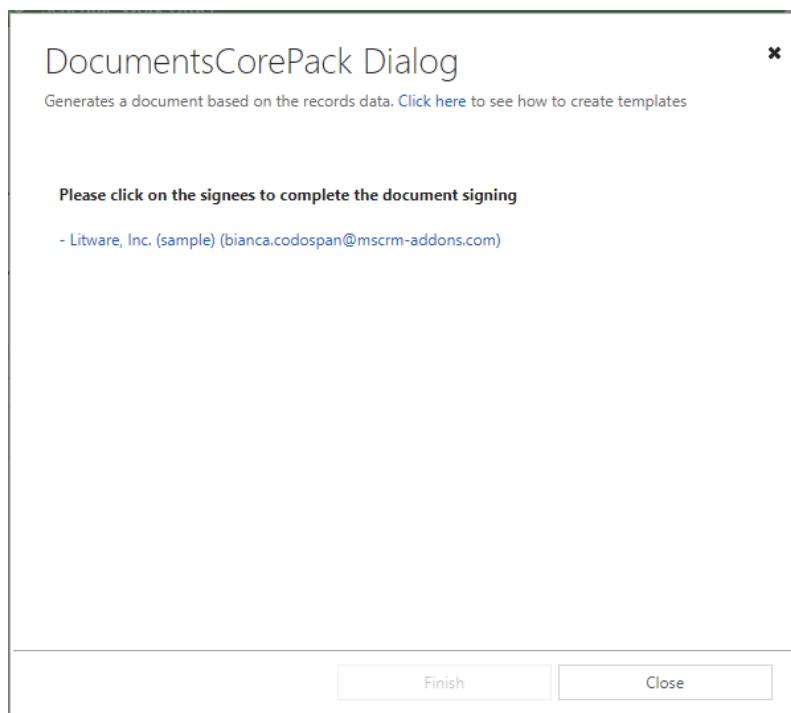 DocumentsCorePack Dialog
Generates a document based on the records data. Click here to see how to create templates
Please click on the signees to complete the document signing
- Litware, Inc. (sample) (bianca.codospan@mscrm-addons.com)
Finish
Close